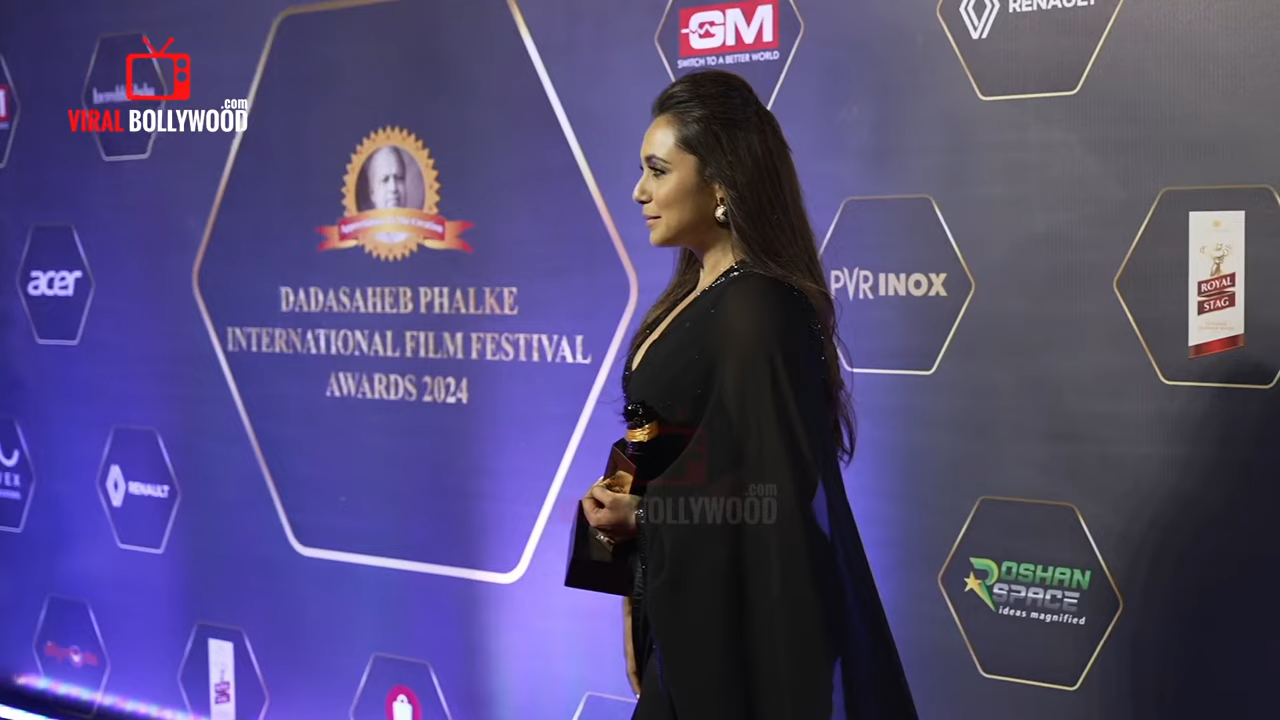 VIRAL BOLLYWOOD
.com
GM
SWITCH TO A BETTER WORLD
RENAULT
acer
DADASAHEB PHALKE
INTERNATIONAL FILM FESTIVAL
AWARDS 2024
PVR INOX
ROYAL
STAG
RENAULT
.com
BOLLYWOOD
ROSHAN
SPACE
ideas magnified